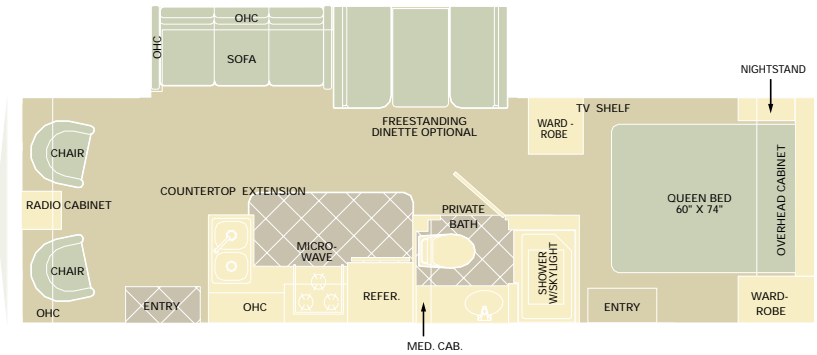 OHC
OHC
SOFA
NIGHTSTAND
TV SHELF
FREESTANDING
DINETTE OPTIONAL
WARD -
ROBE
CHAIR
OVERHEAD CABINET
COUNTERTOP EXTENSION
QUEEN BED
60" X 74"
RADIO CABINET
PRIVATE
BATH
MICRO-
WAVE
SHOWER
W/SKYLIGHT
CHAIR
REFER.
WARD-
ROBE
ENTRY
OHC
ENTRY
OHC
MED. CAB.